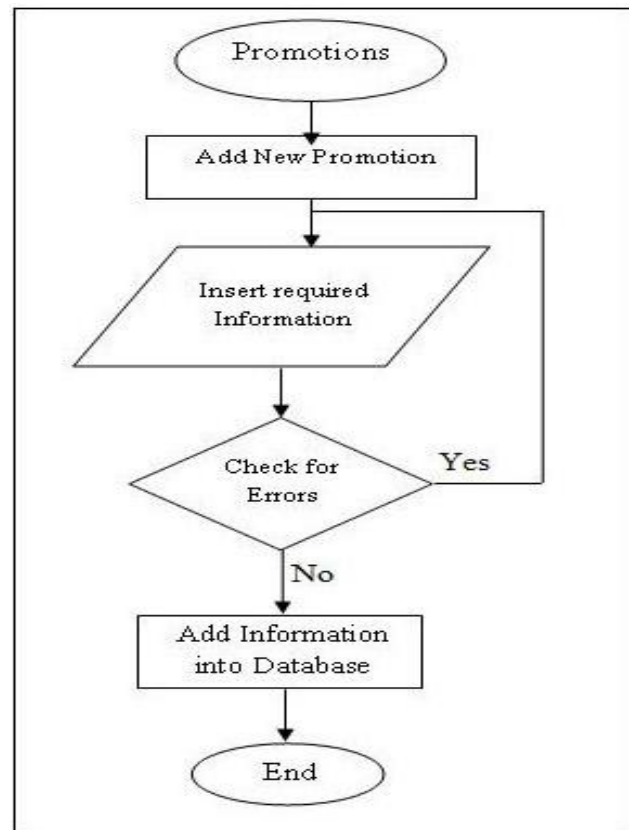 Promotions
Add New Promotion
Insert required
Information
Check for
Errors
Yes
No
Add Information
into Database
End